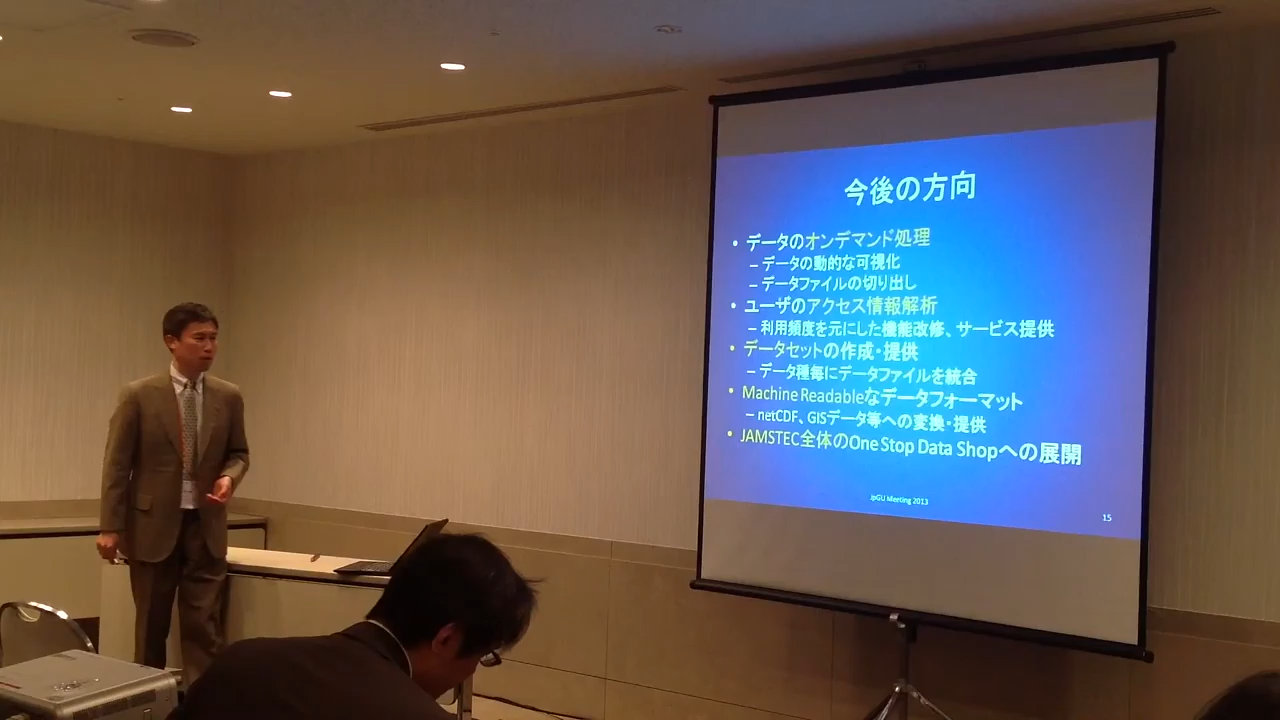 今後の方向
• データのオンデマンド処理
– データの動的な可視化
– データファイルの切り出し
• ユーザのアクセス情報解析
– 利用頻度を元にした機能改修、サービス提供
• データセットの作成・提供
– データ種毎にデータファイルを統合
• Machine Readableなデータフォーマット
– netCDF、GISデータ等への変換・提供
• JAMSTEC全体のOne Stop Data Shopへの展開
JpGU Meeting 2013
15